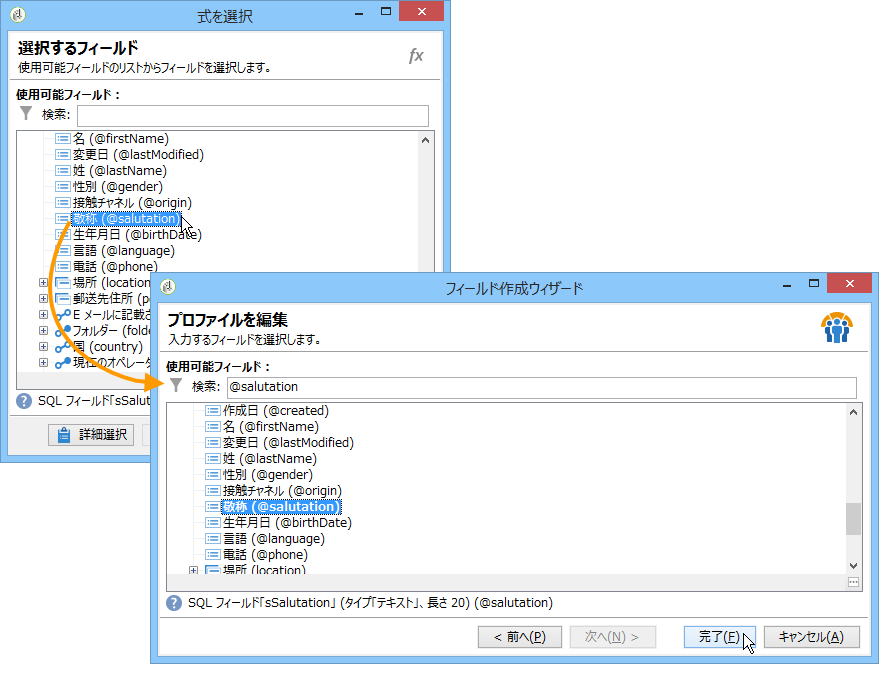 式を選択
選択するフィールド
使用可能フィールドのリストからフィールドを選択します。
fx
使用可能フィールド：
検索:
名 (@firstName)
変更日 (@lastModified)
姓 (@lastName)
性別 (@gender)
接触チャネル (@origin)
敬称 (@salutation)
生年月日 (@birthDate)
言語 (@language)
電話 (@phone)
場所 (location
郵送先住所 (p
E メールに記載さ
フォルダー (folde
国 (country)
現在のオペレータ
SQL フィールド「sSalut
詳細選択
フィールド作成ウィザード
プロファイルを編集
入力するフィールドを選択します。
使用可能フィールド：
検索: @salutation
作成日 (@created)
名 (@firstName)
変更日 (@lastModified)
姓 (@lastName)
性別 (@gender)
接触チャネル (@origin)
敬称 (@salutation)
生年月日 (@birthDate)
言語 (@language)
電話 (@phone)
場所 (location)
SQL フィールド「sSalutation」 (タイプ「テキスト」、長さ 20) (@salutation)
< 前へ(P) 次へ(N) > 完了(F) キャンセル(A)